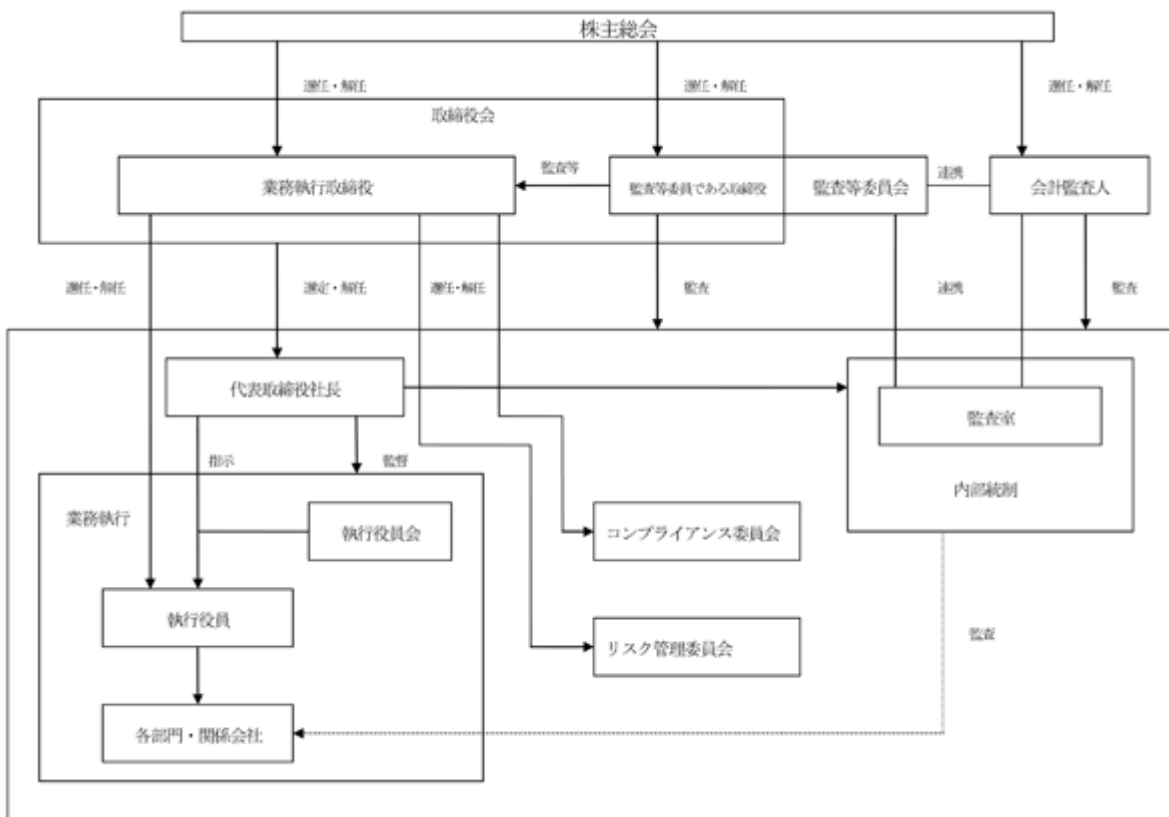 株主総会
選任・解任
選任・解任
選任・解任
取締役会
業務執行取締役
監査等
監査等委員である取締役
監査等委員会
連携
会計監査人
選任・解任
選定・解任
選任・解任
監査
連携
監査
代表取締役社長
監査室
内部統制
指示
監督
業務執行
執行役員会
コンプライアンス委員会
執行役員
リスク管理委員会
監査
各部門・関係会社